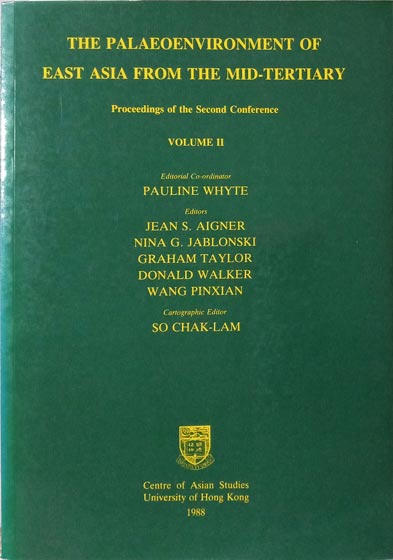 THE PALAEOENVIRONMENT OF
EAST ASIA FROM THE MID-TERTIARY
Proceedings of the Second Conference
VOLUME II
Editorial Co-ordinator
PAULINE WHYTE
Editors
JEAN S. AIGNER
NINA G. JABLONSKI
GRAHAM TAYLOR
DONALD WALKER
WANG PINXIAN
Cartographic Editor
SO CHAK-LAM
Centre of Asian Studies
University of Hong Kong
1988